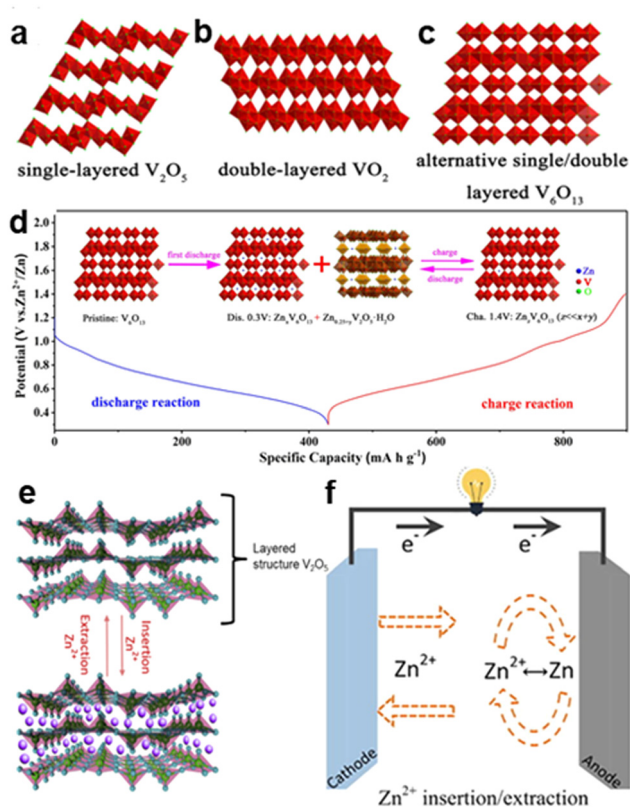 a
b
c
single-layered V₂O₅
double-layered VO₂
alternative single/double
layered V₆O₁₃
d
Potential (V vs.Zn²⁺/Zn)
2.0
1.8
1.6
1.4
1.2
1.0
0.8
0.6
0.4
first discharge
charge
discharge
Zn
V
O
Pristine: V₆O₁₃
Dis. 0.3V: ZnₓV₆O₁₃ + Zn₀.₂₅₊ᵧV₂O₅·H₂O
Cha. 1.4V:
(z<<x+y)
discharge reaction
charge reaction
0
200
400
600
800
Specific Capacity (mA h g⁻¹)
e
Layered
structure V₂O₅
Extraction
Zn²⁺
Insertion
Zn²⁺
f
e⁻
e⁻
Zn²⁺
Zn²⁺↔Zn
Cathode
Anode
Zn²⁺ insertion/extraction